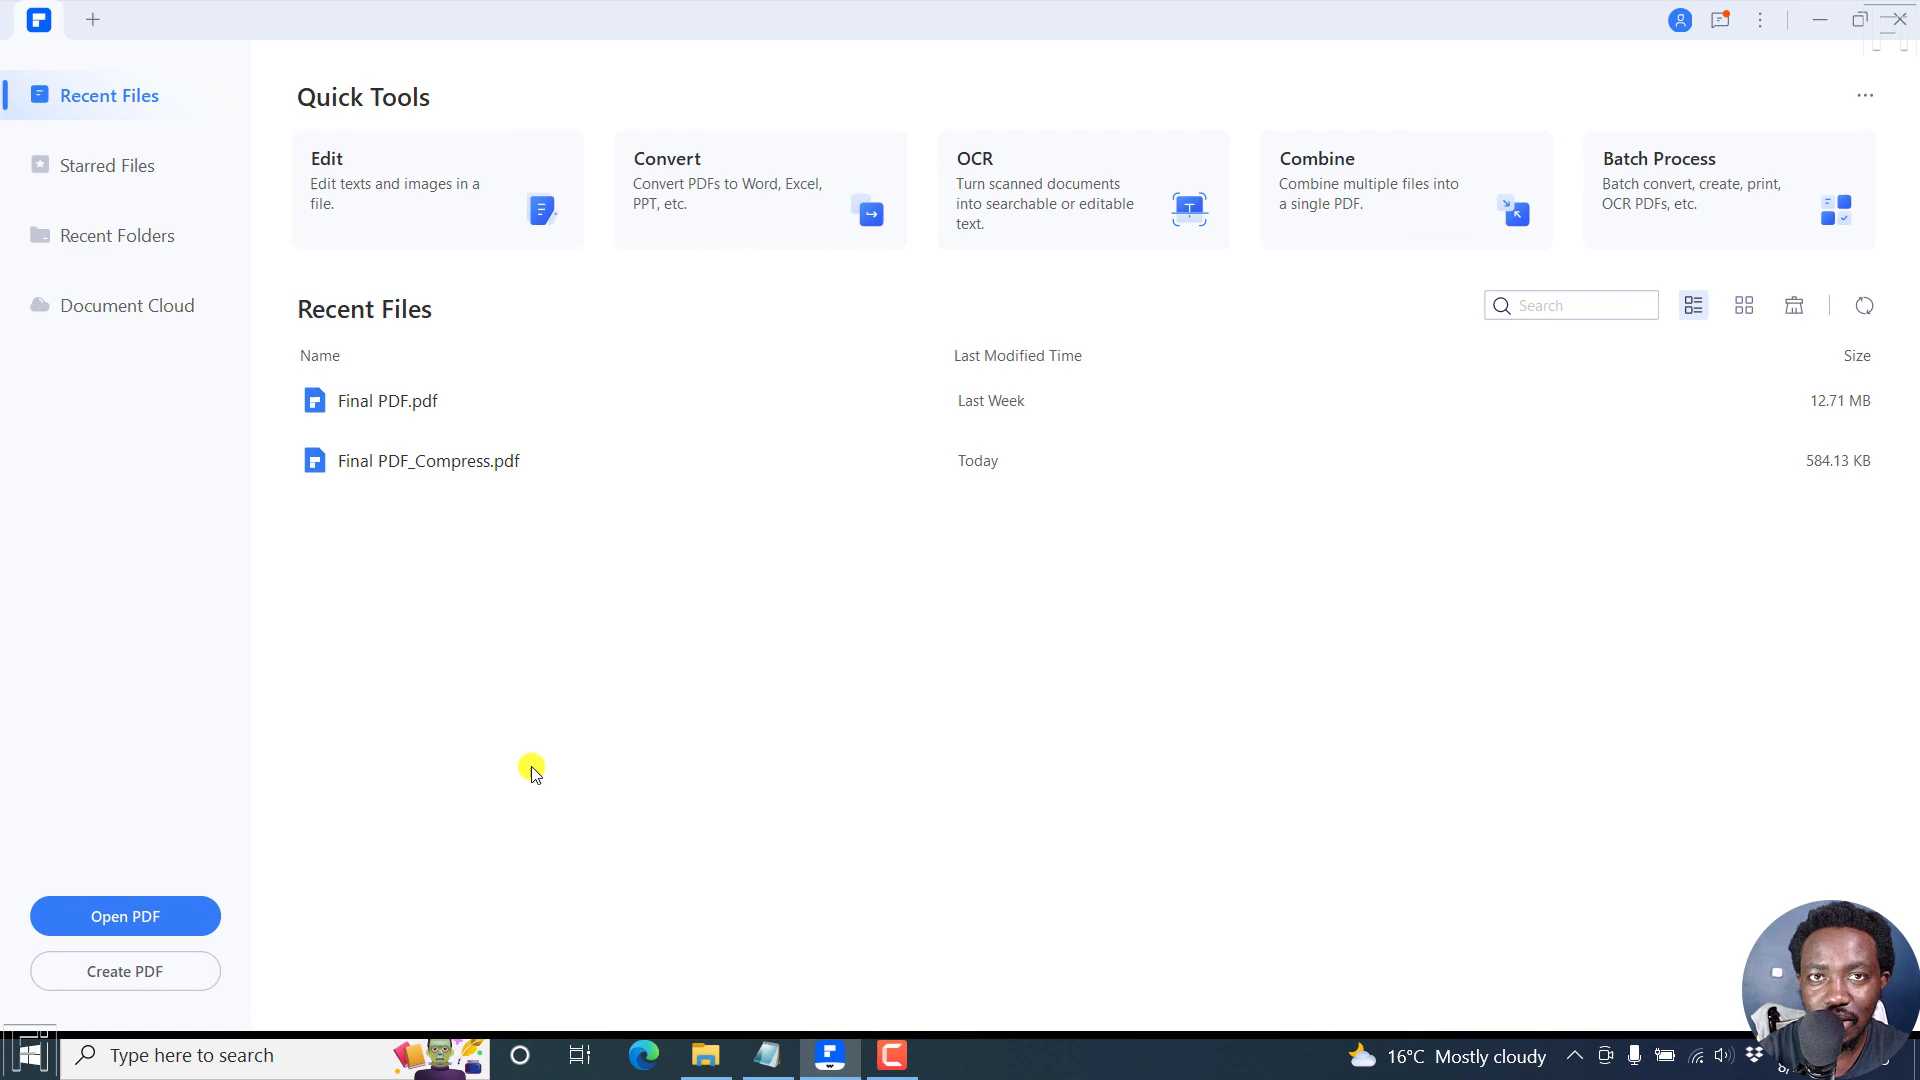 Recent Files
Starred Files
Recent Folders
Document Cloud
Open PDF
Create PDF
Quick Tools
Edit
Edit texts and images in a
file.
Convert
Convert PDFs to Word, Excel,
PPT, etc.
OCR
Turn scanned documents
into searchable or editable
text.
Combine
Combine multiple files into
a single PDF.
Batch Process
Batch convert, create, print,
OCR PDFs, etc.
Recent Files
Search
Name Last Modified Time Size
Final PDF.pdf Last Week 12.71 MB
Final PDF_Compress.pdf Today 584.13 KB
Type here to search
16°C Mostly cloudy